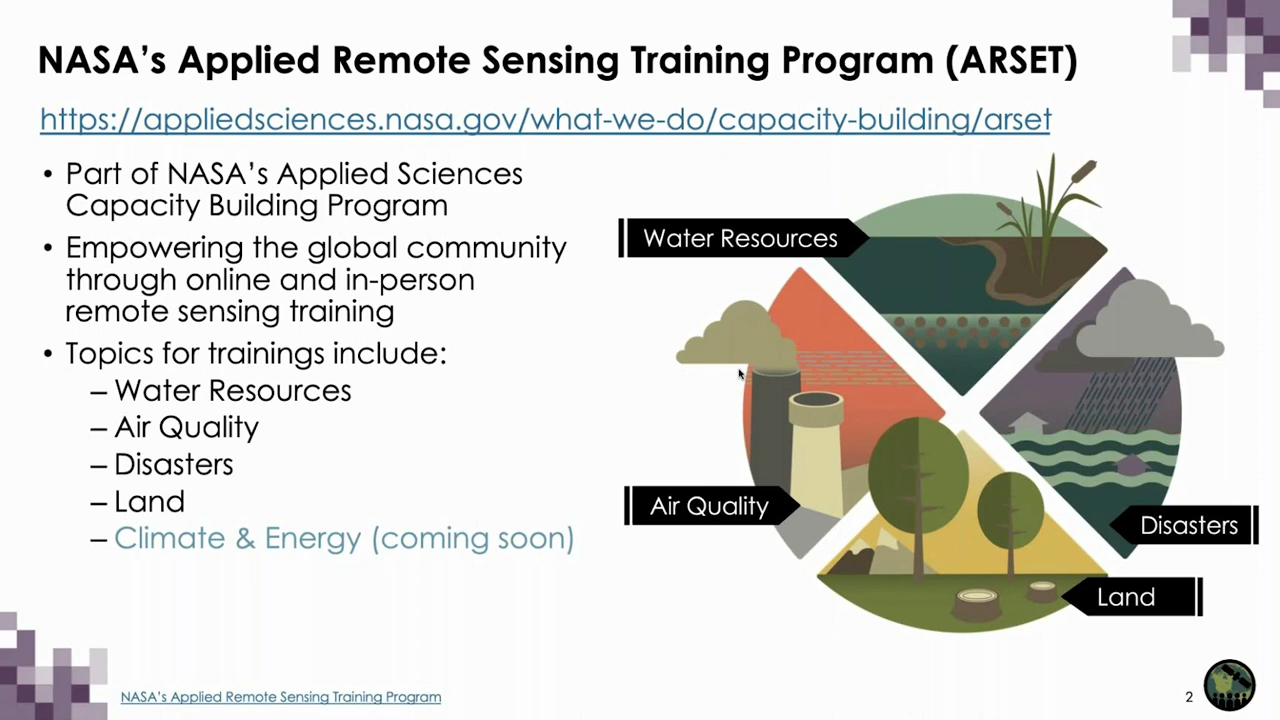 NASA's Applied Remote Sensing Training Program (ARSET)
https://appliedsciences.nasa.gov/what-we-do/capacity-building/arset
• Part of NASA's Applied Sciences
Capacity Building Program
• Empowering the global community
through online and in-person
remote sensing training
• Topics for trainings include:
– Water Resources
– Air Quality
– Disasters
– Land
– Climate & Energy (coming soon)
Water Resources
Air Quality
Disasters
Land
NASA's Applied Remote Sensing Training Program
2